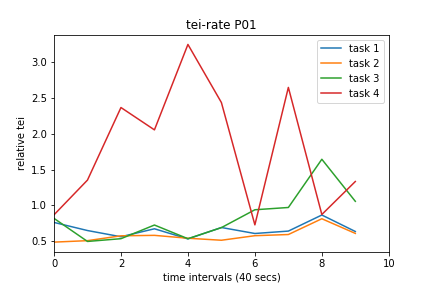 tei-rate P01
task 1
task 2
task 3
task 4
relative tei
3.0
2.5
2.0
1.5
1.0
0.5
0 2 4 6 8 10
time intervals (40 secs)